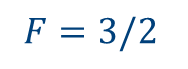 F = 3/2